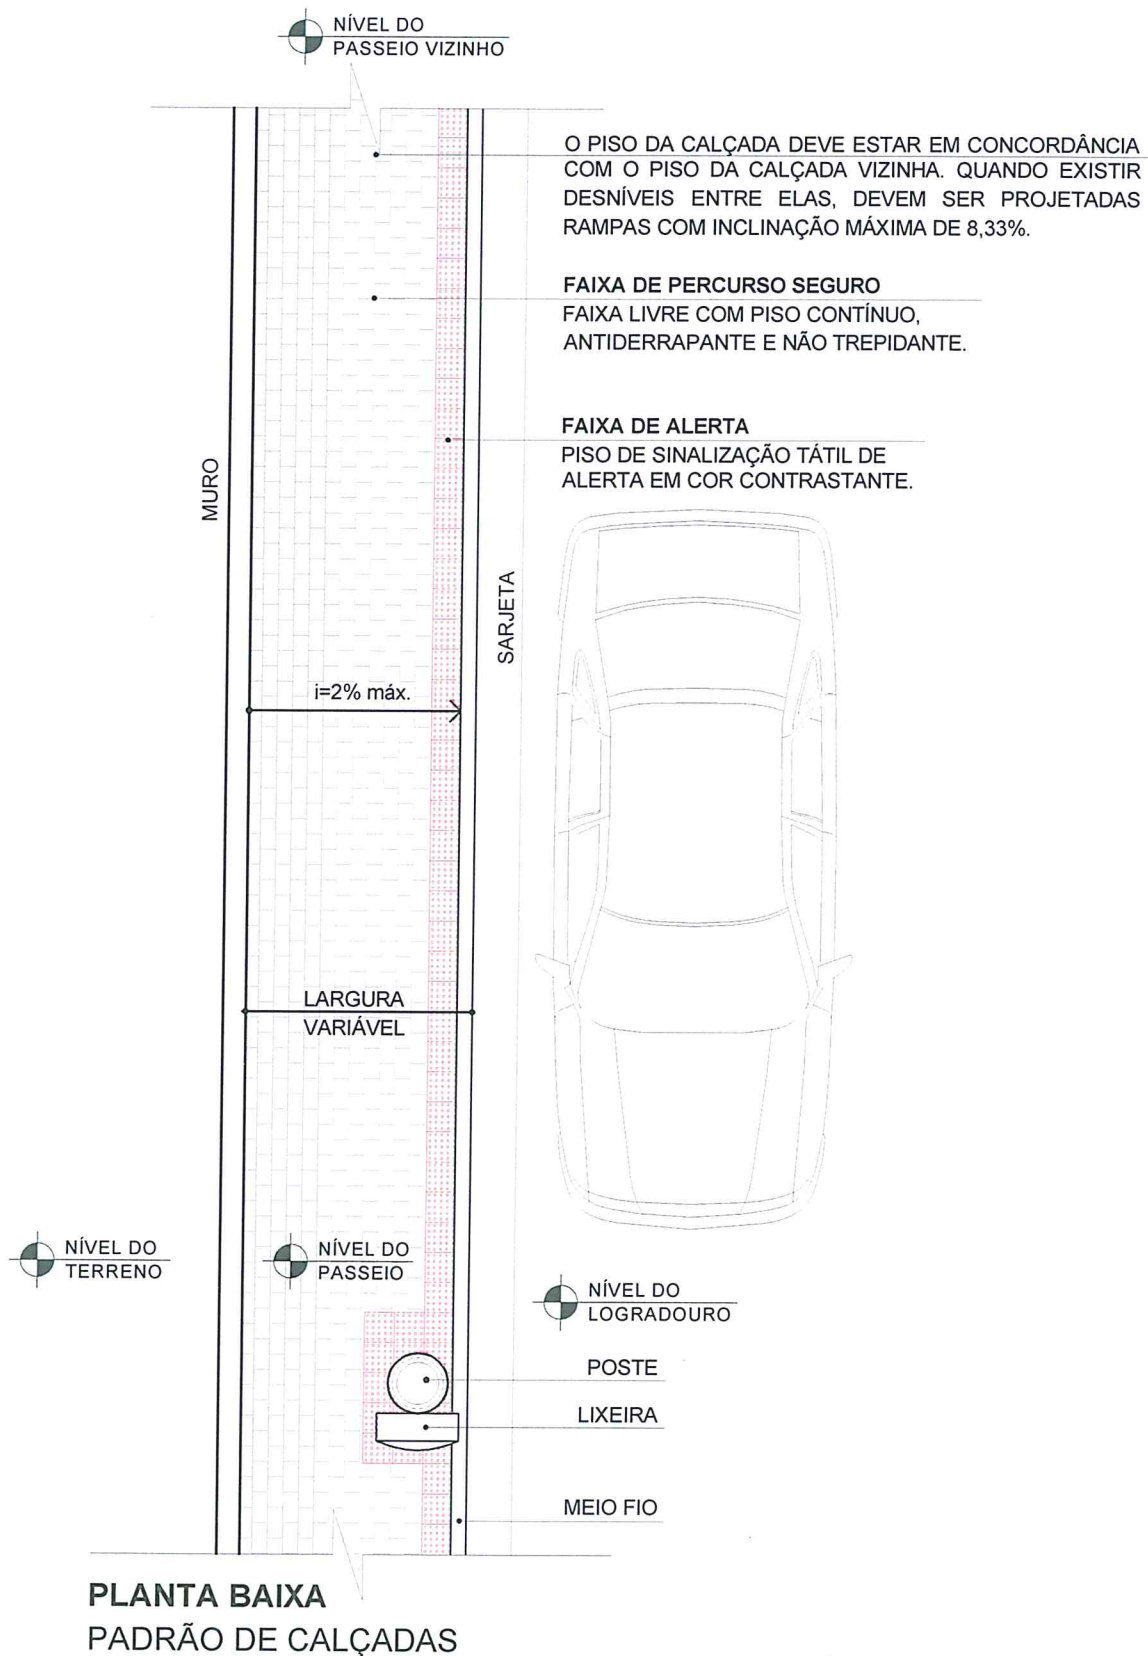 NÍVEL DO
PASSEIO VIZINHO
O PISO DA CALÇADA DEVE ESTAR EM CONCORDÂNCIA
COM O PISO DA CALÇADA VIZINHA. QUANDO EXISTIR
DESNÍVEIS ENTRE ELAS, DEVEM SER PROJETADAS
RAMPAS COM INCLINAÇÃO MÁXIMA DE 8,33%.
FAIXA DE PERCURSO SEGURO
FAIXA LIVRE COM PISO CONTÍNUO,
ANTIDERRAPANTE E NÃO TREPIDANTE.
FAIXA DE ALERTA
PISO DE SINALIZAÇÃO TÁTIL DE
ALERTA EM COR CONTRASTANTE.
MURO
SARJETA
i=2% máx.
LARGURA
VARIÁVEL
NÍVEL DO
TERRENO
NÍVEL DO
PASSEIO
NÍVEL DO
LOGRADOURO
POSTE
LIXEIRA
MEIO FIO
PLANTA BAIXA
PADRÃO DE CALÇADAS